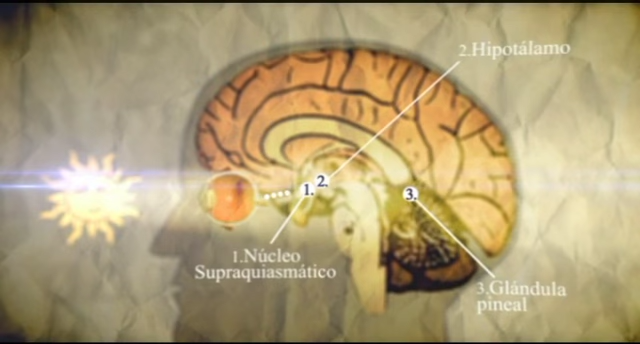 2.Hipotálamo
1.
2.
3.
1.Núcleo
Supraquiasmático
3.Glándula
pineal